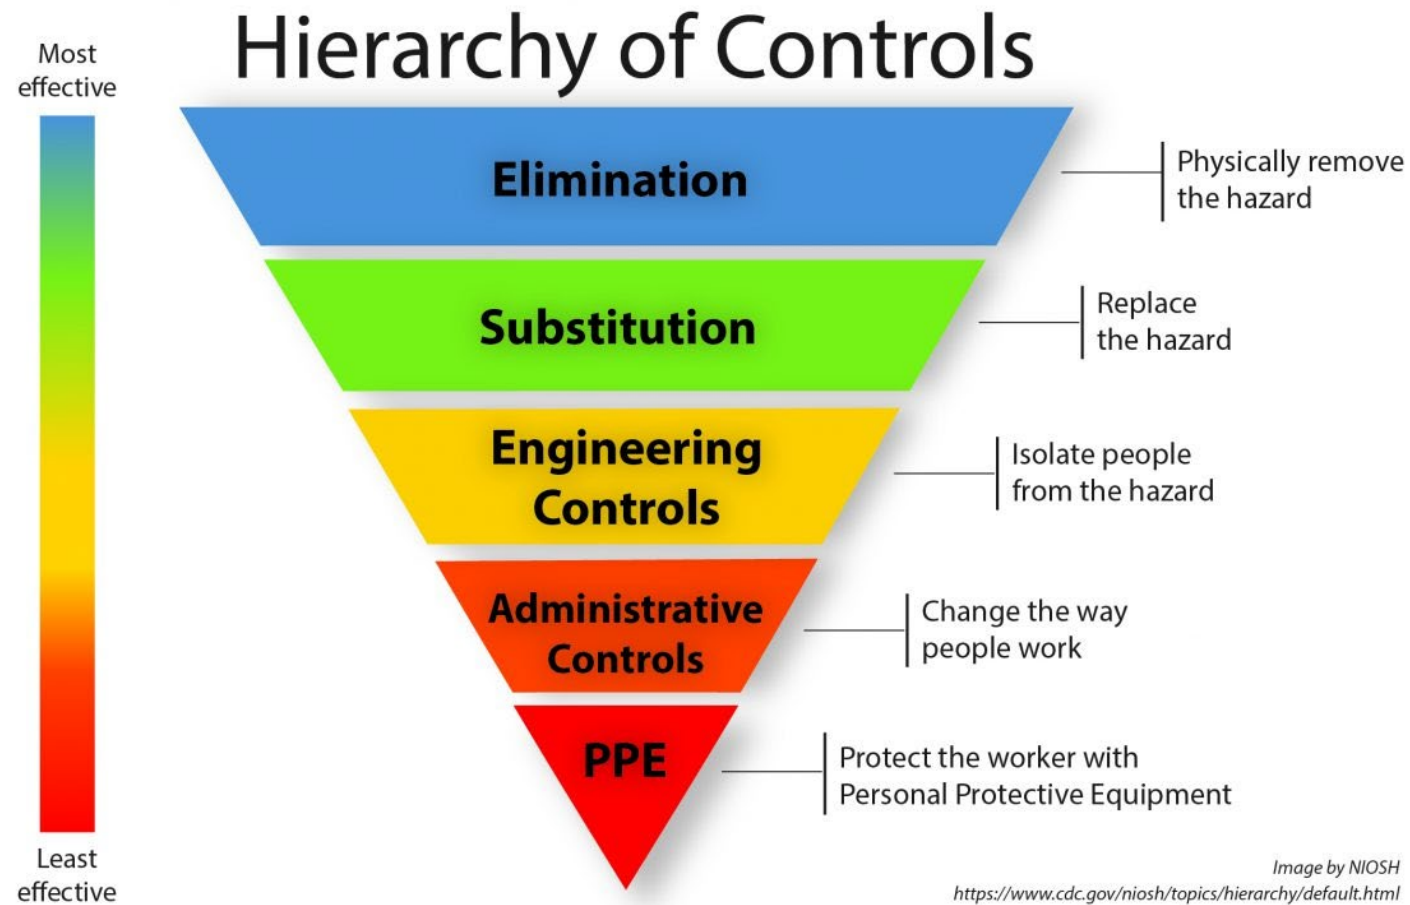 Hierarchy of Controls
Most
effective
Elimination
Physically remove
the hazard
Substitution
Replace
the hazard
Engineering
Controls
Isolate people
from the hazard
Administrative
Controls
Change the way
people work
PPE
Protect the worker with
Personal Protective Equipment
Least
effective
Image by NIOSH
https://www.cdc.gov/niosh/topics/hierarchy/default.html